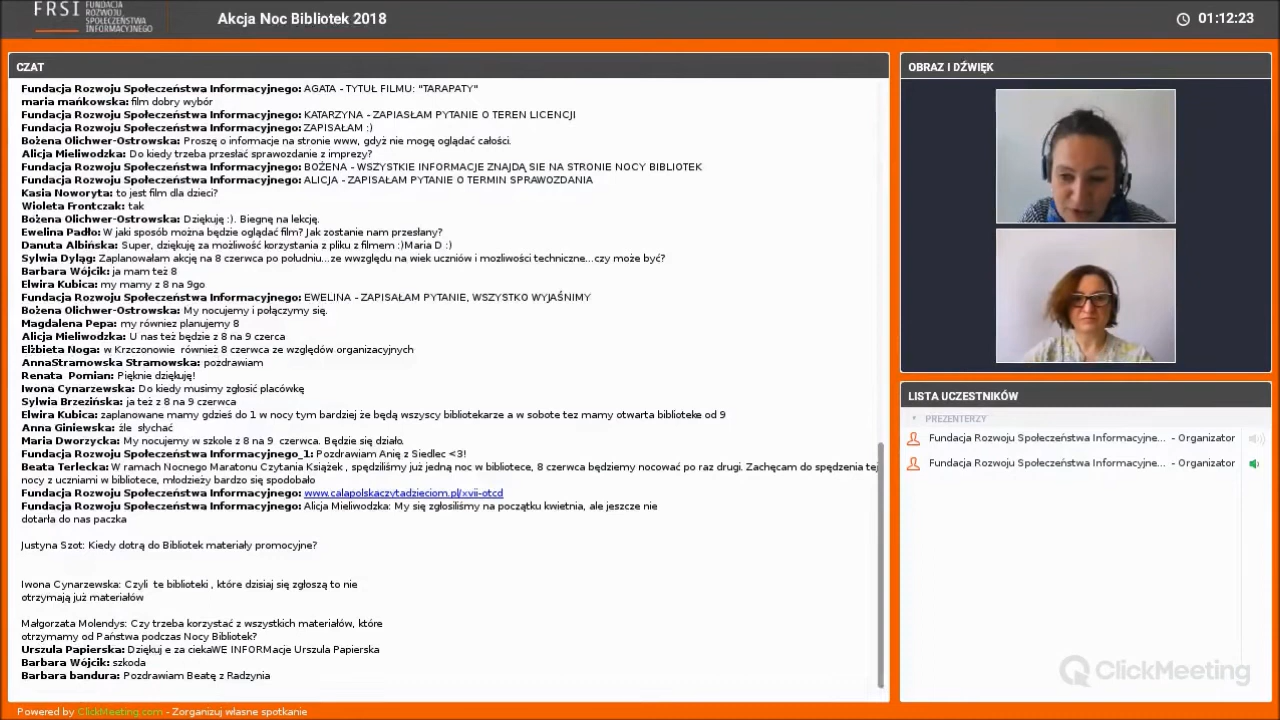 FRSI FUNDACJA
ROZWOJU
SPOŁECZEŃSTWA
INFORMACYJNEGO
Akcja Noc Bibliotek 2018
01:12:23
CZAT
Fundacja Rozwoju Społeczeństwa Informacyjnego: AGATA - TYTUŁ FILMU: "TARAPATY"
maria mańkowska: film dobry wybór
Fundacja Rozwoju Społeczeństwa Informacyjnego: KATARZYNA - ZAPIASŁAM PYTANIE O TEREN LICENCJI
Fundacja Rozwoju Społeczeństwa Informacyjnego: ZAPISAŁAM :)
Bożena Olichwer-Ostrowska: Proszę o informacje na stronie www, gdyż nie mogę oglądać całości.
Alicja Mieliwodzka: Do kiedy trzeba przesłać sprawozdanie z imprezy?
Fundacja Rozwoju Społeczeństwa Informacyjnego: BOŻENA - WSZYSTKIE INFORMACJE ZNAJDĄ SIE NA STRONIE NOCY BIBLIOTEK
Fundacja Rozwoju Społeczeństwa Informacyjnego: ALICJA - ZAPISAŁAM PYTANIE O TERMIN SPRAWOZDANIA
Kasia Noworyta: to jest film dla dzieci?
Wioleta Frontczak: tak
Bożena Olichwer-Ostrowska: Dziękuję :). Biegnę na lekcję.
Ewelina Padło: W jaki sposób można będzie oglądać film? Jak zostanie nam przesłany?
Danuta Albińska: Super, dziękuję za możliwość korzystania z pliku z filmem :)Maria D :)
Sylwia Dyląg: Zaplanowałam akcję na 8 czerwca po południu...ze wwzględu na wiek uczniów i mozliwości techniczne...czy może być?
Barbara Wójcik: ja mam też 8
Elwira Kubica: my mamy z 8 na 9go
Fundacja Rozwoju Społeczeństwa Informacyjnego: EWELINA - ZAPISAŁAM PYTANIE, WSZYSTKO WYJAŚNIMY
Bożena Olichwer-Ostrowska: My nocujemy i połączymy się.
Magdalena Pepa: my równiez planujemy 8
Alicja Mieliwodzka: U nas też będzie z 8 na 9 czerca
Elżbieta Noga: w Krzczonowie  również 8 czerwca ze względów organizacyjnych
AnnaStramowska Stramowska: pozdrawiam
Renata  Pomian: Pięknie dziękuję!
Iwona Cynarzewska: Do kiedy musimy zgłosić placówkę
Sylwia Brzezińska: ja też z 8 na 9 czerwca
Elwira Kubica: zaplanowane mamy gdzieś do 1 w nocy tym bardziej że będą wszyscy bibliotekarze a w sobote tez mamy otwarta biblioteke od 9
Anna Giniewska: źle  słychać
Maria Dworzycka: My nocujemy w szkole z 8 na 9  czerwca. Będzie się działo.
Fundacja Rozwoju Społeczeństwa Informacyjnego_1: Pozdrawiam Anię z Siedlec <3!
Beata Terlecka: W ramach Nocnego Maratonu Czytania Książek , spędziliśmy już jedną noc w bibliotece, 8 czerwca będziemy nocować po raz drugi. Zachęcam do spędzenia tej
nocy z uczniami w bibliotece, młodzieży bardzo się spodobało
Fundacja Rozwoju Społeczeństwa Informacyjnego: www.calapolskaczytadzieciom.pl/xvii-otcd
Fundacja Rozwoju Społeczeństwa Informacyjnego: Alicja Mieliwodzka: My się zgłosiliśmy na początku kwietnia, ale jeszcze nie
dotarła do nas paczka
Justyna Szot: Kiedy dotrą do Bibliotek materiały promocyjne?
Iwona Cynarzewska: Czyli  te biblioteki , które dzisiaj się zgłoszą to nie
otrzymają już materiałów
Małgorzata Molendys: Czy trzeba korzystać z wszystkich materiałów, które
otrzymamy od Państwa podczas Nocy Bibliotek?
Urszula Papierska: Dziękuj e za ciekaWE INFORMacje Urszula Papierska
Barbara Wójcik: szkoda
Barbara bandura: Pozdrawiam Beatę z Radzynia
OBRAZ I DŹWIĘK
LISTA UCZESTNIKÓW
PREZENTERZY
Fundacja Rozwoju Społeczeństwa Informacyjne... - Organizator
Fundacja Rozwoju Społeczeństwa Informacyjne... - Organizator
ClickMeeting
Powered by ClickMeeting.com - Zorganizuj własne spotkanie